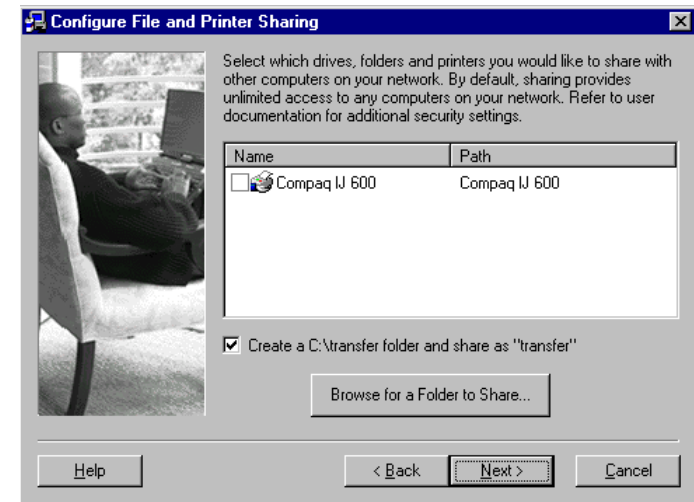 Configure File and Printer Sharing
Select which drives, folders and printers you would like to share with
other computers on your network. By default, sharing provides
unlimited access to any computers on your network. Refer to user
documentation for additional security settings.
Name Path
Compaq IJ 600 Compaq IJ 600
Create a C:\transfer folder and share as "transfer"
Browse for a Folder to Share...
Help < Back Next > Cancel